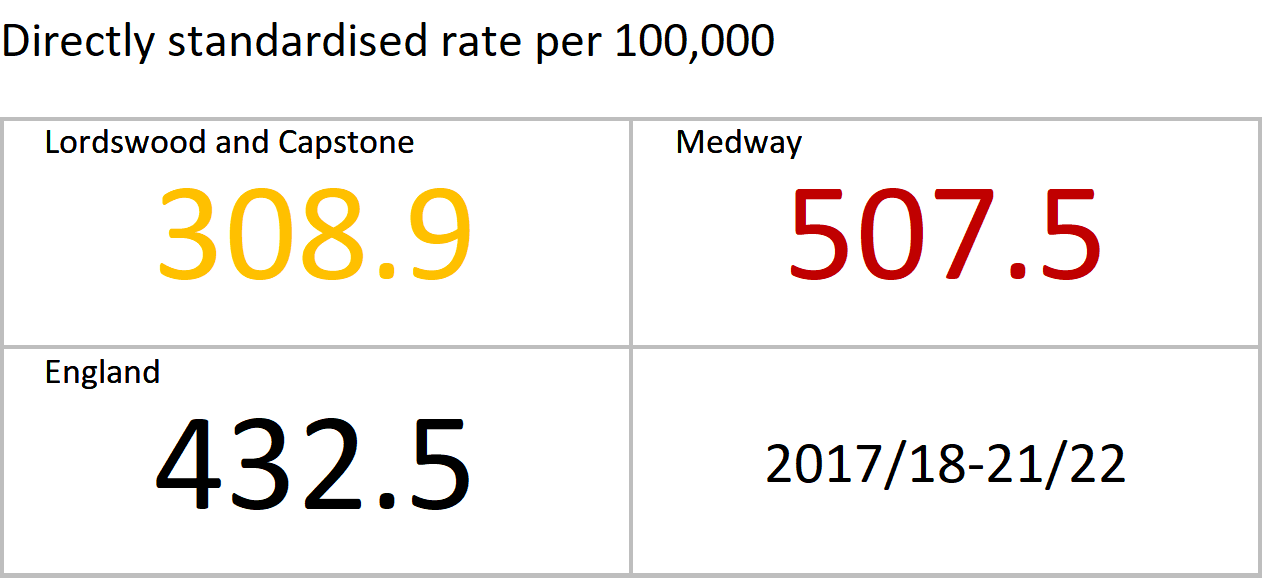 Directly standardised rate per 100,000
Lordswood and Capstone
308.9
Medway
507.5
England
432.5
2017/18-21/22